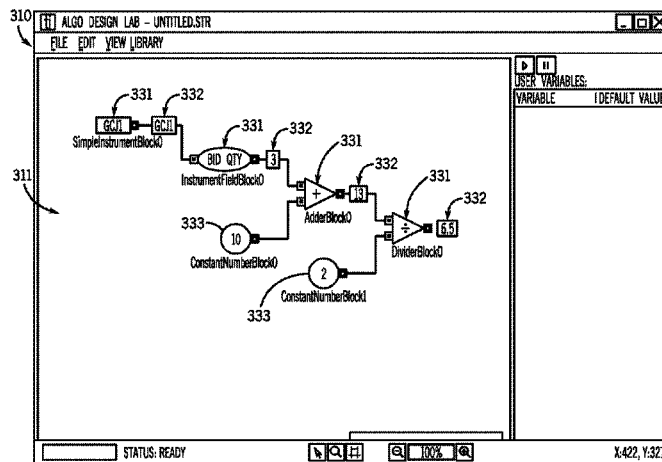 310
ALGO DESIGN LAB - UNTITLED.STR
FILE EDIT VIEW LIBRARY
USER VARIABLES:
VARIABLE DEFAULT VALUE
331 332
GCJ1 GCJ1
SimpleInstrumentBlock0
331 332
BID QTY 3
InstrumentFieldBlock0
331
332
+ 13
AdderBlock0
331
332
÷ 6.5
DividerBlock0
311
333
10
ConstantNumberBlock0
2
ConstantNumberBlock1
333
STATUS: READY
100%
X:422, Y:327